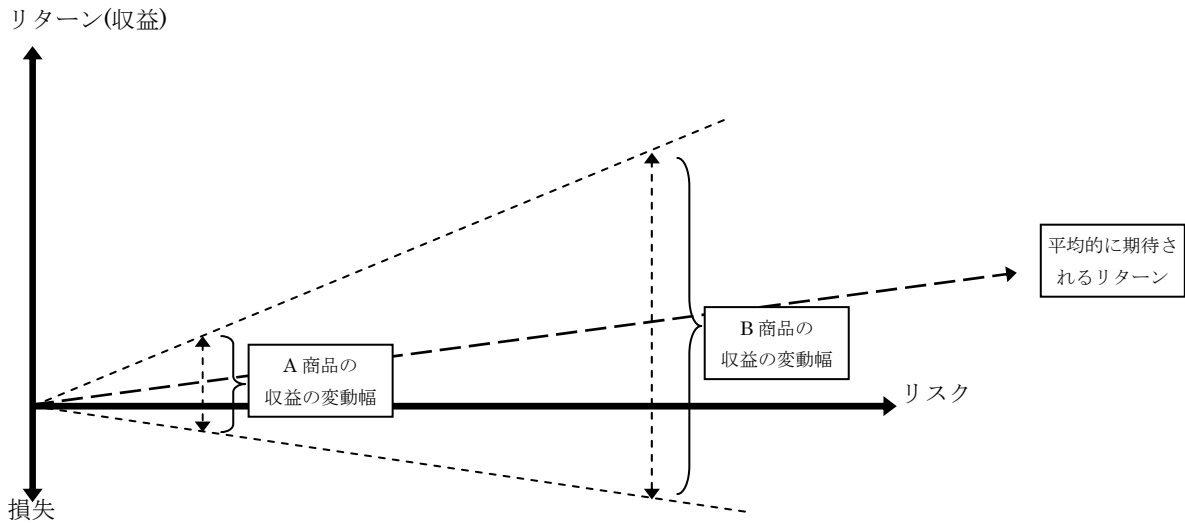 リターン(収益)
平均的に期待さ
れるリターン
B 商品の
収益の変動幅
A 商品の
収益の変動幅
リスク
損失